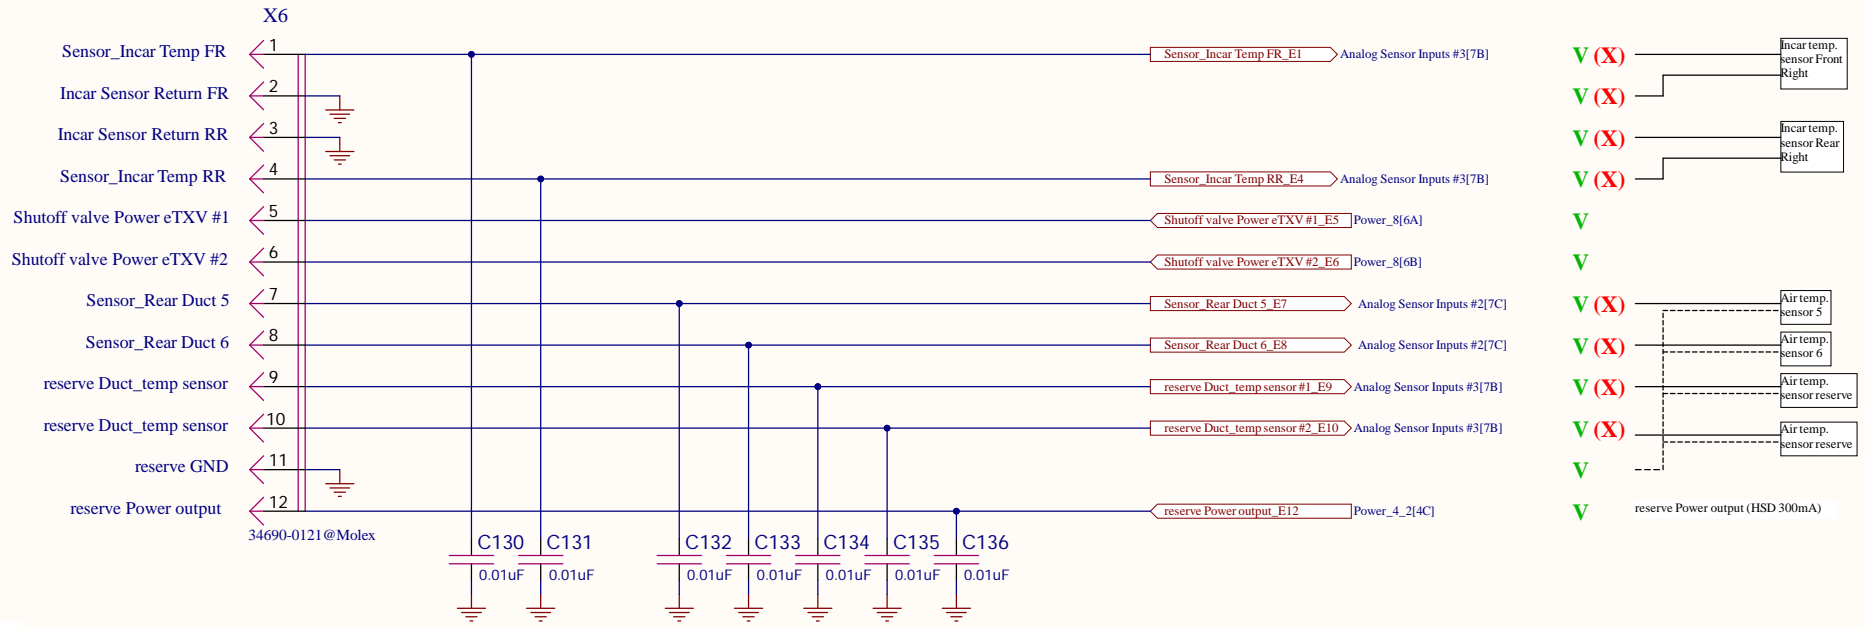 X6
Sensor_Incar Temp FR 1 Sensor_Incar Temp FR_E1 Analog Sensor Inputs #3[7B] V (X) Incar temp.
sensor Front
Right
Incar Sensor Return FR 2 V (X)
Incar Sensor Return RR 3 V (X) Incar temp.
sensor Rear
Right
Sensor_Incar Temp RR 4 Sensor_Incar Temp RR_E4 Analog Sensor Inputs #3[7B] V (X)
Shutoff valve Power eTXV #1 5 Shutoff valve Power eTXV #1_E5 Power_8[6A] V
Shutoff valve Power eTXV #2 6 Shutoff valve Power eTXV #2_E6 Power_8[6B] V
Sensor_Rear Duct 5 7 Sensor_Rear Duct 5_E7 Analog Sensor Inputs #2[7C] V (X) Air temp.
sensor 5
Sensor_Rear Duct 6 8 Sensor_Rear Duct 6_E8 Analog Sensor Inputs #2[7C] V (X) Air temp.
sensor 6
reserve Duct_temp sensor 9 reserve Duct_temp sensor #1_E9 Analog Sensor Inputs #3[7B] V (X) Air temp.
sensor reserve
reserve Duct_temp sensor 10 reserve Duct_temp sensor #2_E10 Analog Sensor Inputs #3[7B] V (X) Air temp.
sensor reserve
reserve GND 11 V
reserve Power output 12 reserve Power output_E12 Power_4_2[4C] V reserve Power output (HSD 300mA)
34690-0121@Molex
C130 C131 C132 C133 C134 C135 C136
0.01uF 0.01uF 0.01uF 0.01uF 0.01uF 0.01uF 0.01uF